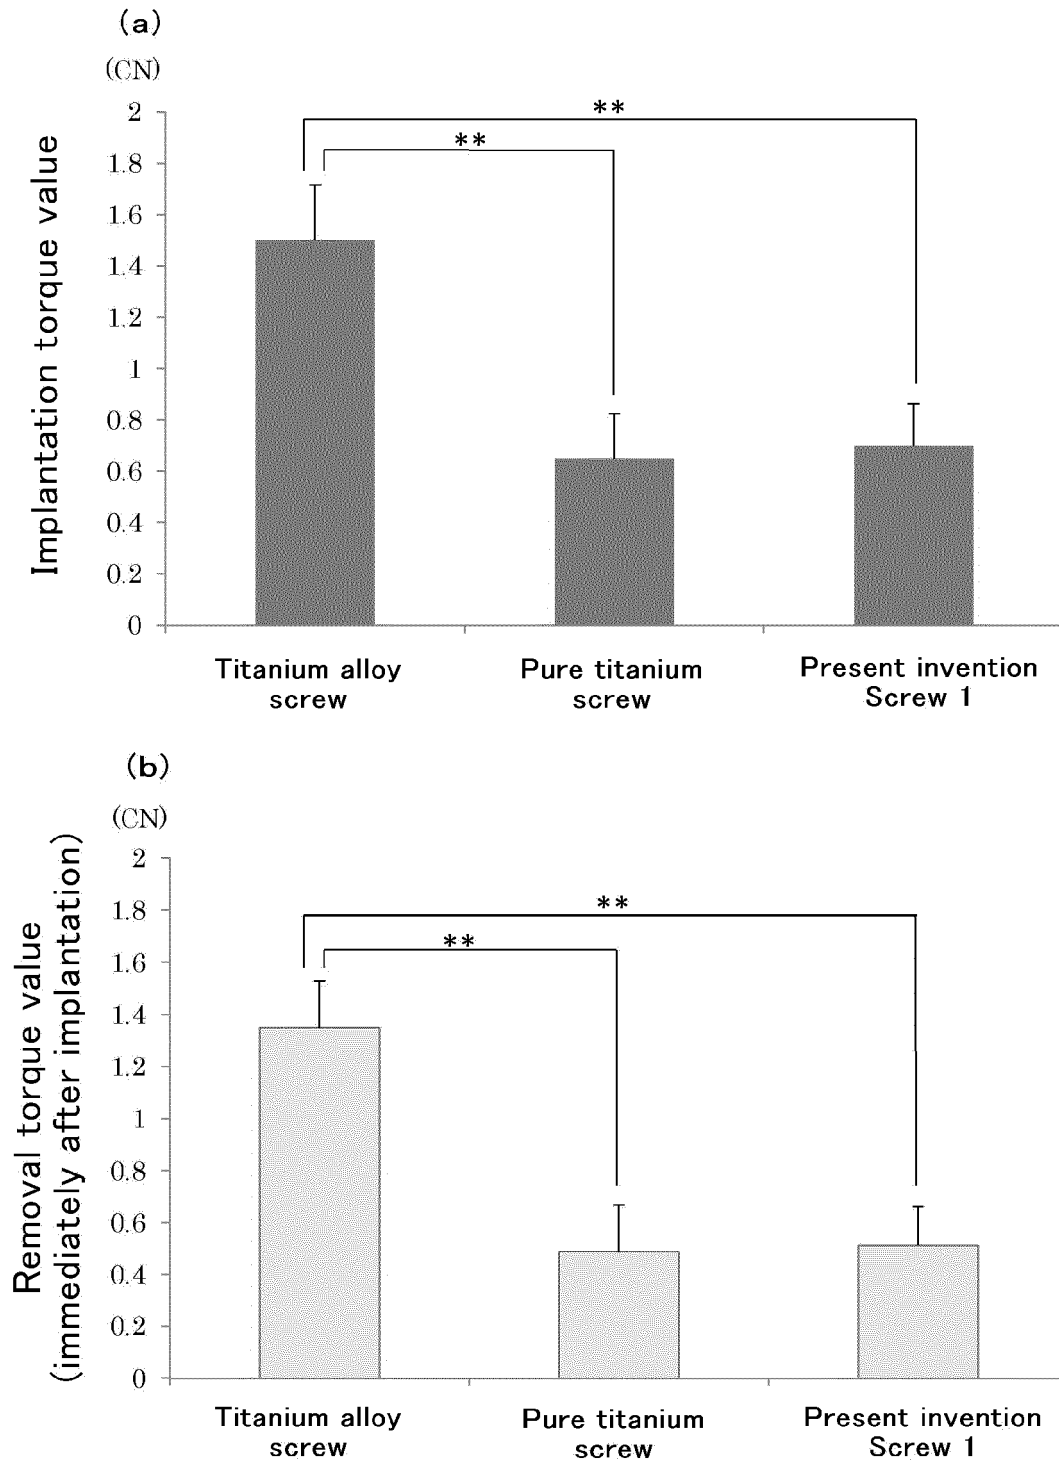 (a)
(CN)
Implantation torque value
2
1.8
1.6
1.4
1.2
1
0.8
0.6
0.4
0.2
0
**
**
Titanium alloy
screw
Pure titanium
screw
Present invention
Screw 1
(b)
(CN)
Removal torque value
(immediately after implantation)
2
1.8
1.6
1.4
1.2
1
0.8
0.6
0.4
0.2
0
**
**
Titanium alloy
screw
Pure titanium
screw
Present invention
Screw 1